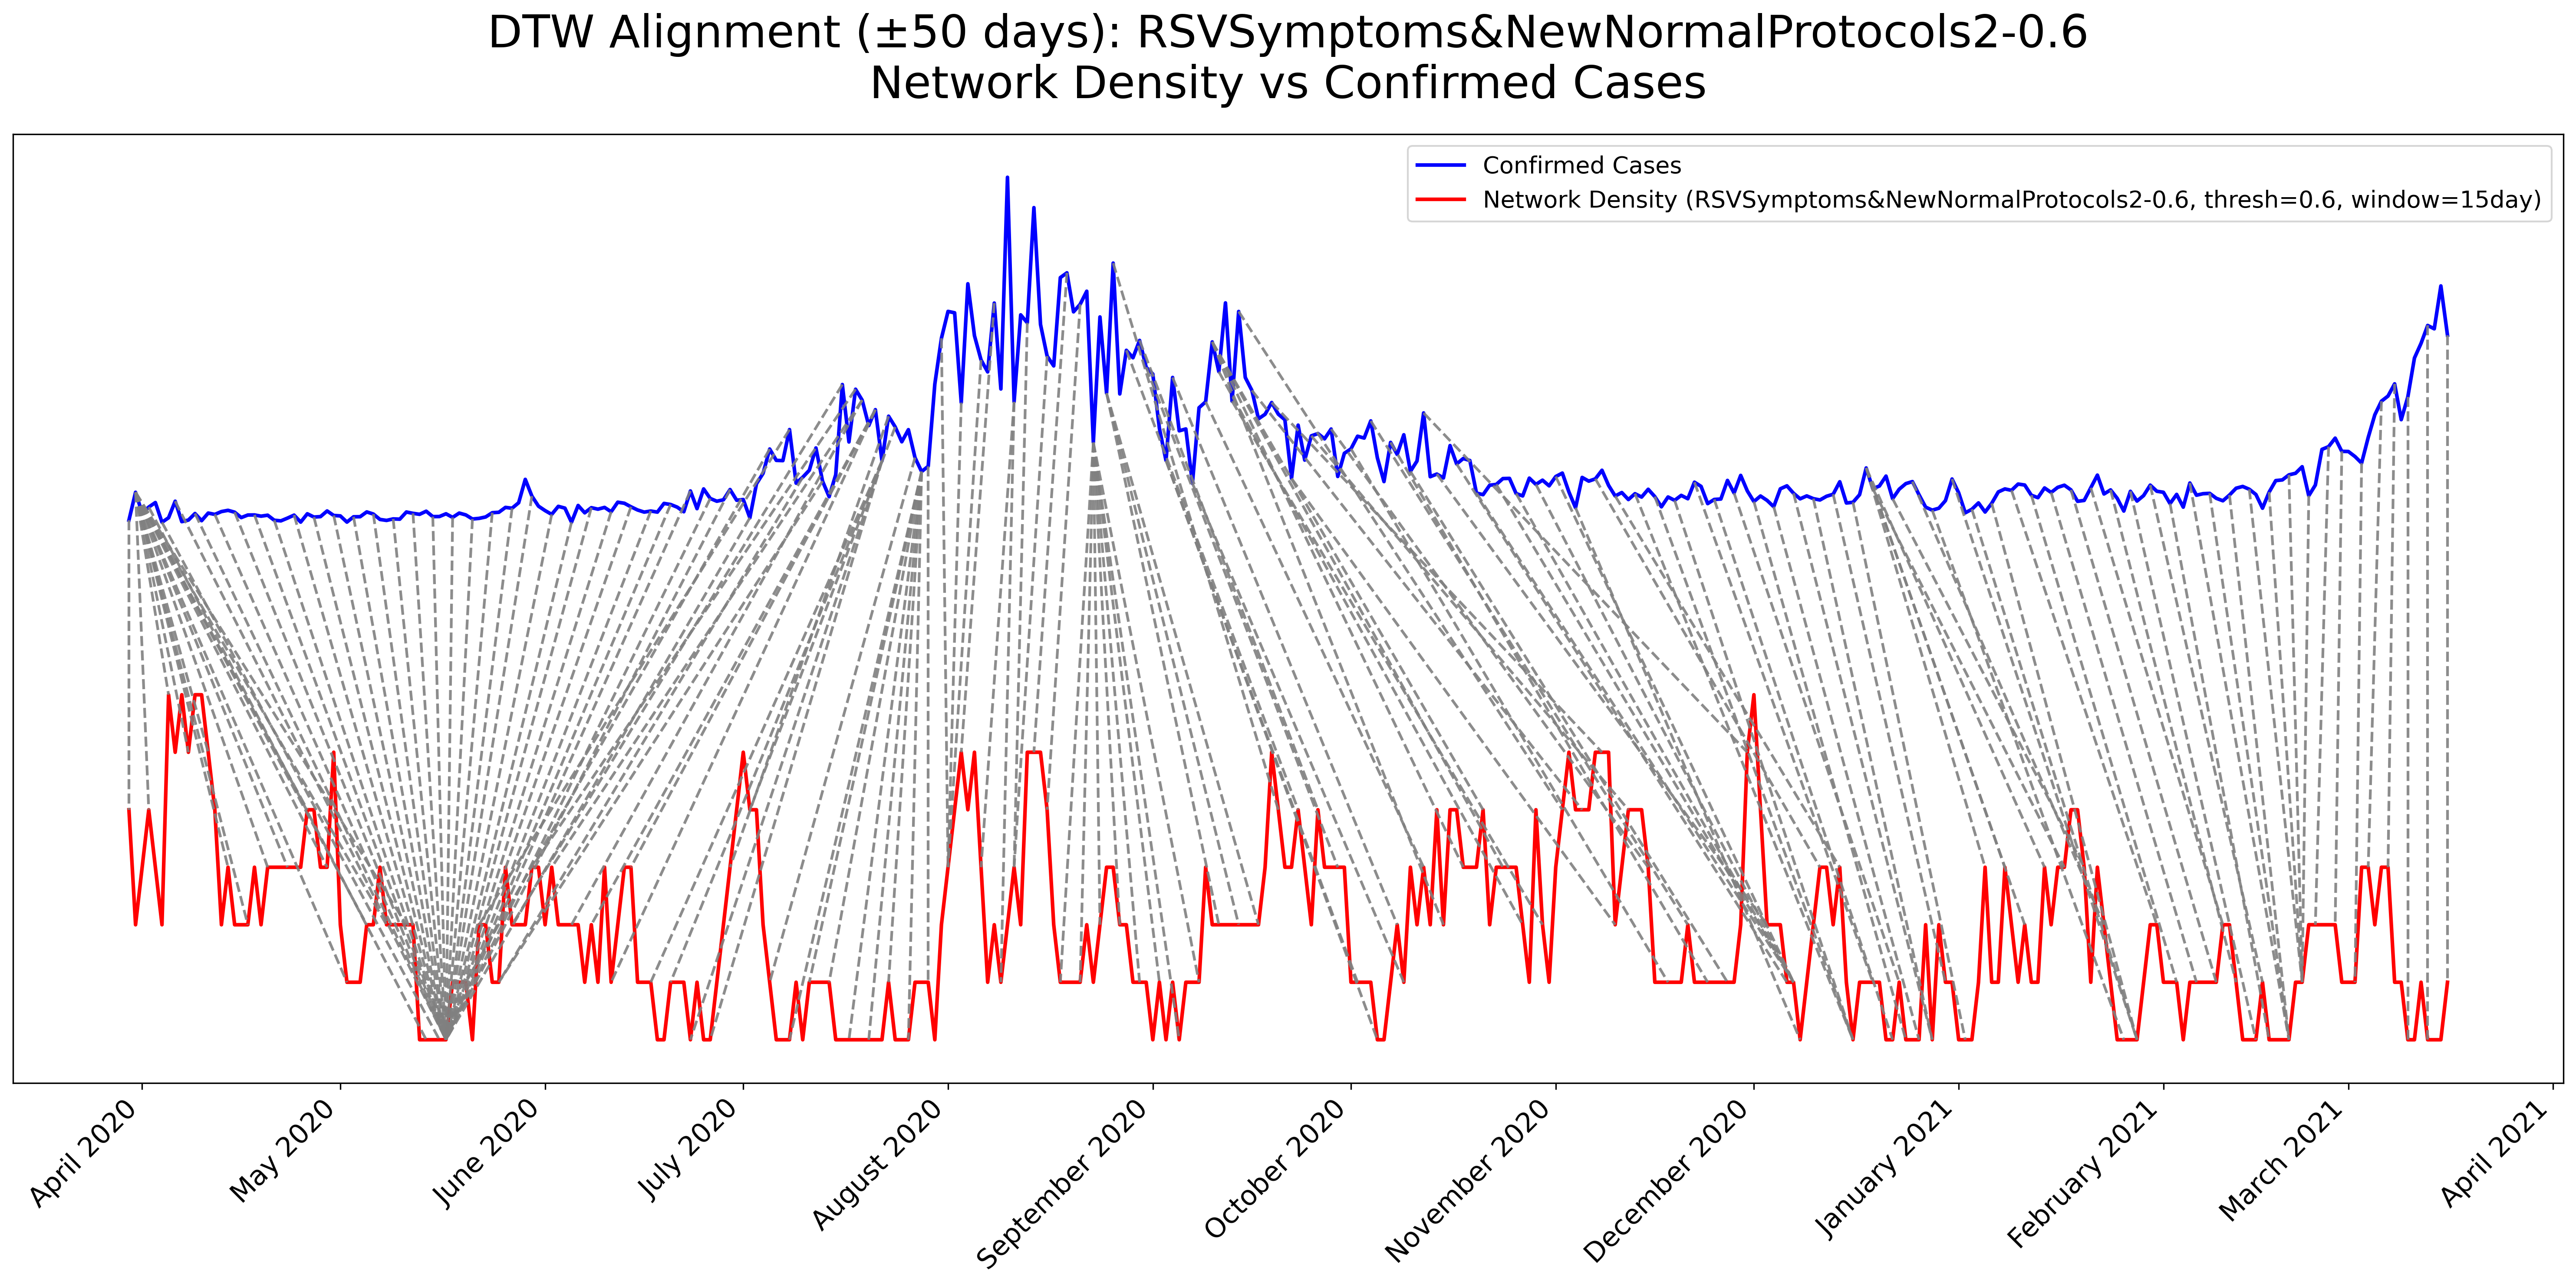 DTW Alignment (±50 days): RSVSymptoms&NewNormalProtocols2-0.6
Network Density vs Confirmed Cases
Confirmed Cases
Network Density (RSVSymptoms&NewNormalProtocols2-0.6, thresh=0.6, window=15day)
April 2020
May 2020
June 2020
July 2020
August 2020
September 2020
October 2020
November 2020
December 2020
January 2021
February 2021
March 2021
April 2021